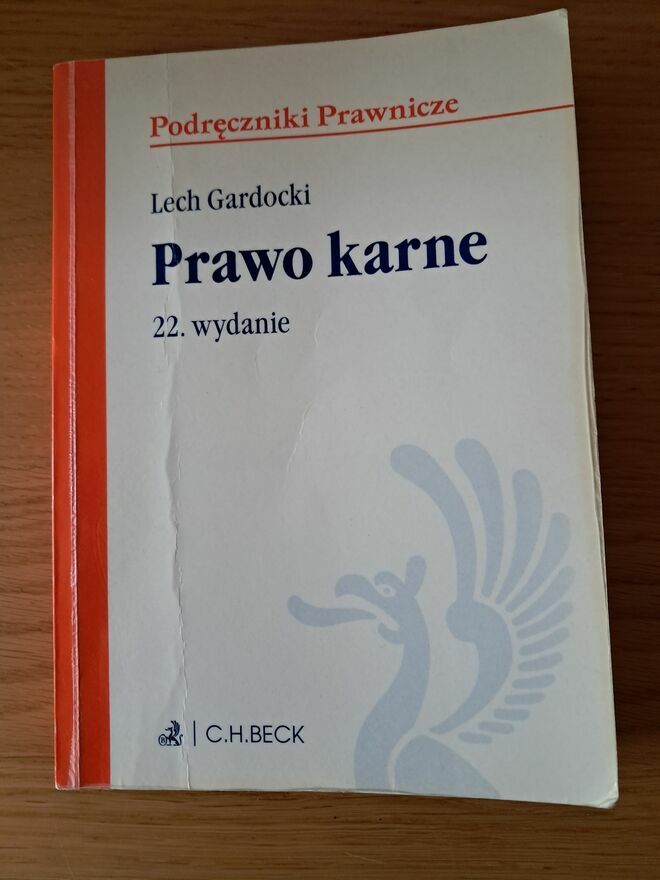 Podręczniki Prawnicze
Lech Gardocki
Prawo karne
22. wydanie
C.H.BECK